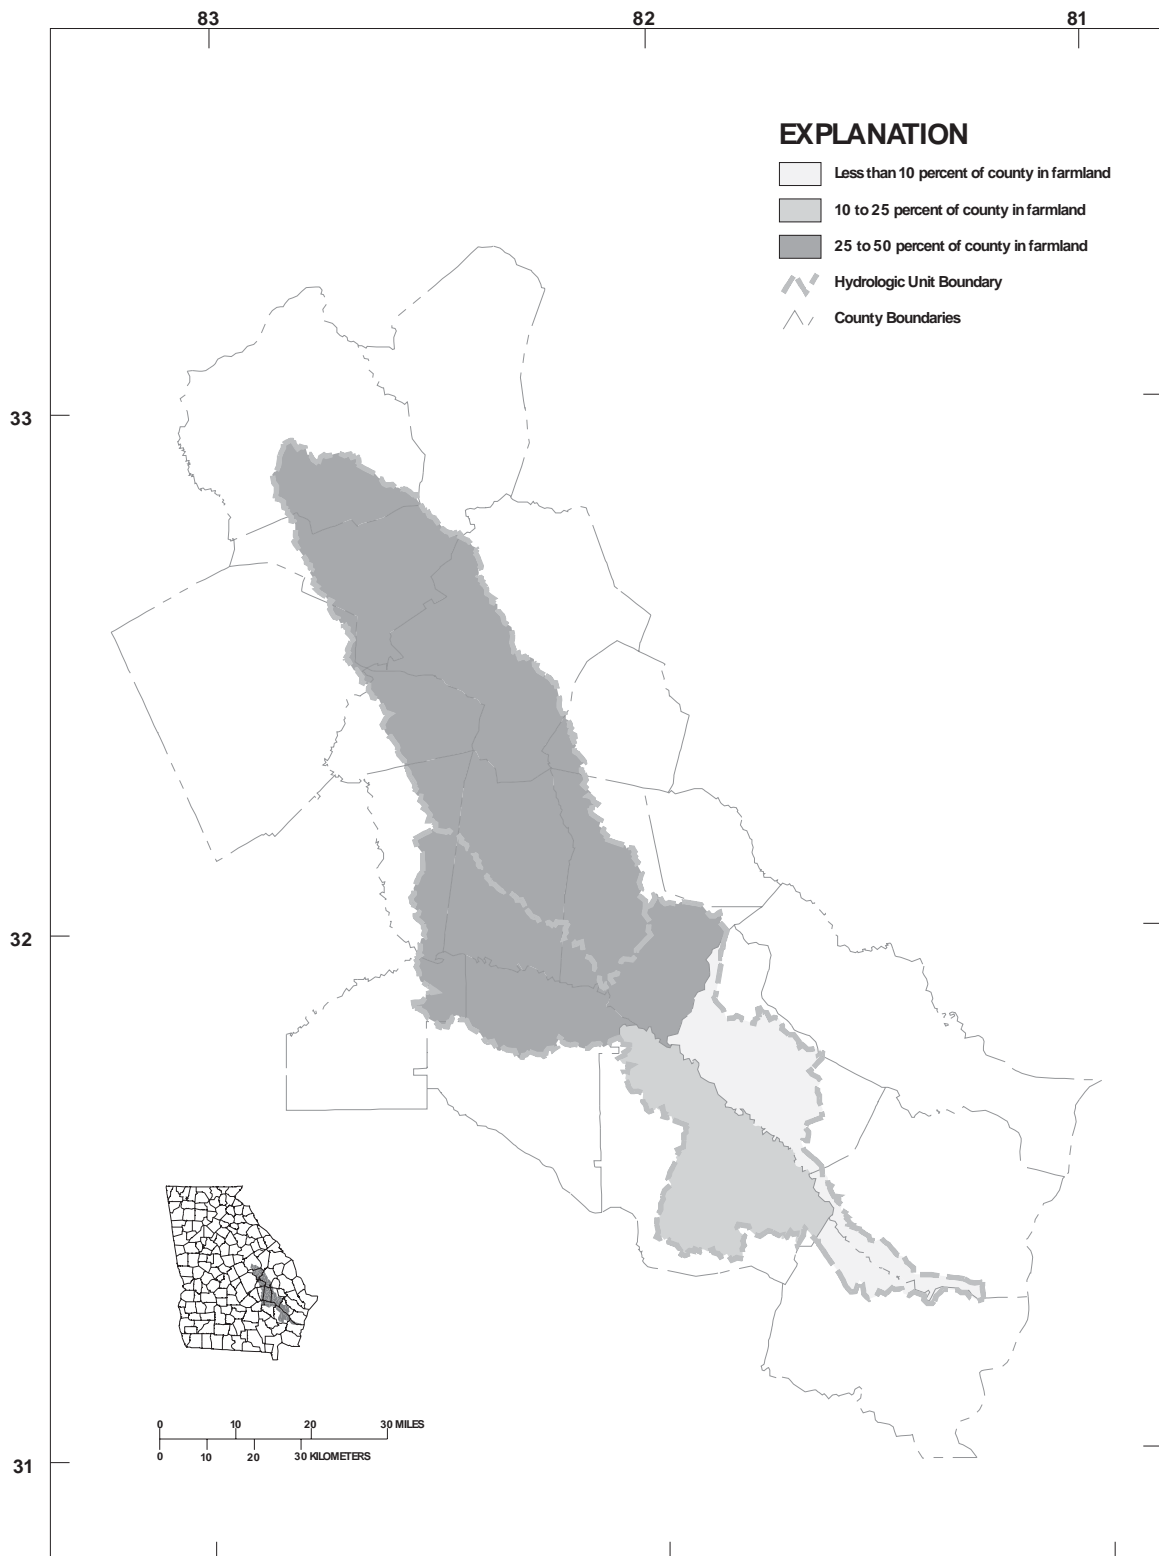 83 82 81
EXPLANATION
Less than 10 percent of county in farmland
10 to 25 percent of county in farmland
25 to 50 percent of county in farmland
Hydrologic Unit Boundary
County Boundaries
33
32
0 10 20 30 MILES
0 10 20 30 KILOMETERS
31